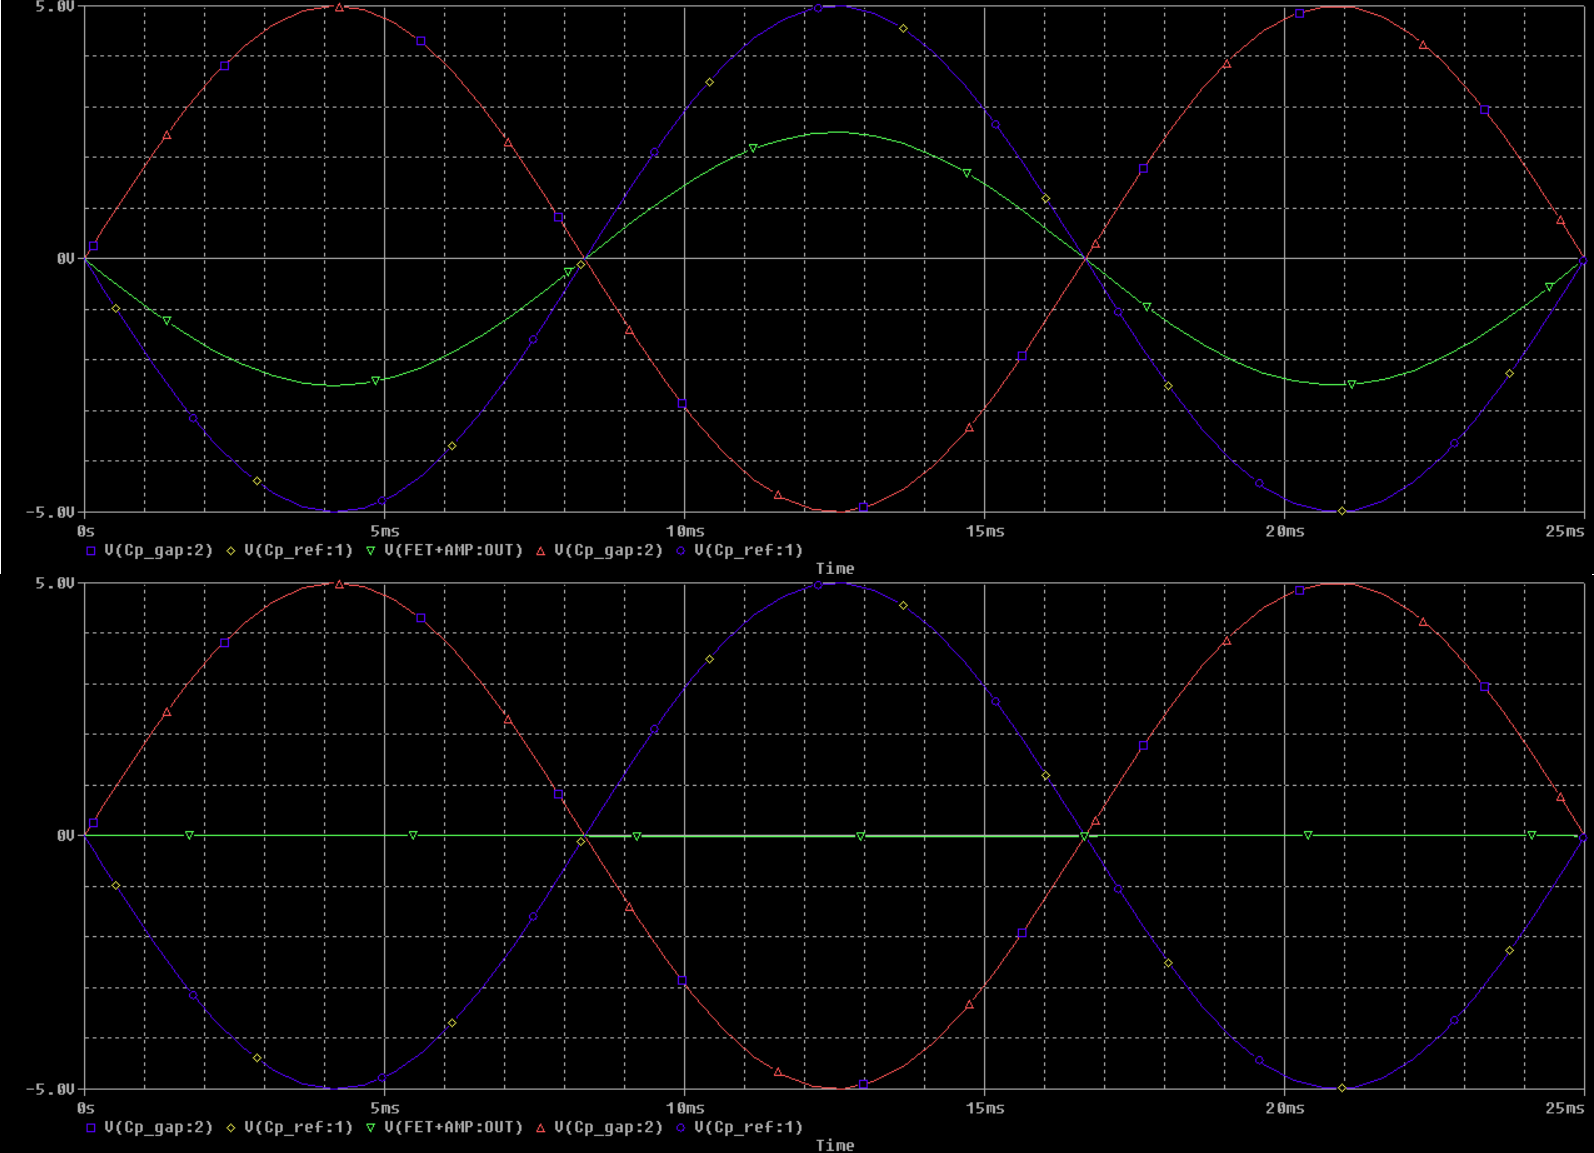 5.0V
0V
-5.0V
0s 5ms 10ms 15ms 20ms 25ms
V(Cp_gap:2) V(Cp_ref:1) V(FET+AMP:OUT) V(Cp_gap:2) V(Cp_ref:1)
Time
5.0V
0V
-5.0V
0s 5ms 10ms 15ms 20ms 25ms
V(Cp_gap:2) V(Cp_ref:1) V(FET+AMP:OUT) V(Cp_gap:2) V(Cp_ref:1)
Time